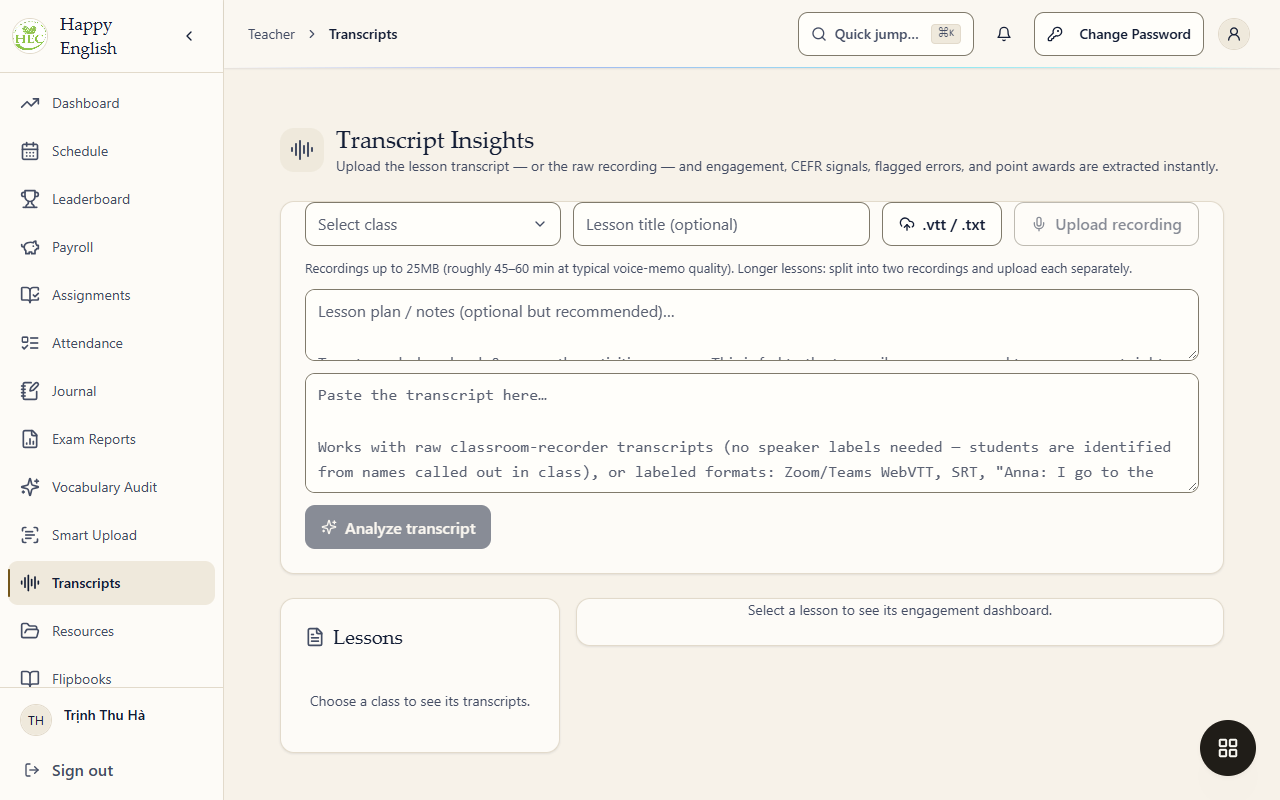 HEC
Happy
English
Dashboard
Schedule
Leaderboard
Payroll
Assignments
Attendance
Journal
Exam Reports
Vocabulary Audit
Smart Upload
Transcripts
Resources
Flipbooks
TH
Trịnh Thu Hà
Sign out
Teacher
Transcripts
Quick jump...
⌘K
Change Password
Transcript Insights
Upload the lesson transcript — or the raw recording — and engagement, CEFR signals, flagged errors, and point awards are extracted instantly.
Select class
Lesson title (optional)
.vtt / .txt
Upload recording
Recordings up to 25MB (roughly 45–60 min at typical voice-memo quality). Longer lessons: split into two recordings and upload each separately.
Lesson plan / notes (optional but recommended)...
Paste the transcript here…
Works with raw classroom-recorder transcripts (no speaker labels needed — students are identified
from names called out in class), or labeled formats: Zoom/Teams WebVTT, SRT, "Anna: I go to the
Analyze transcript
Lessons
Choose a class to see its transcripts.
Select a lesson to see its engagement dashboard.